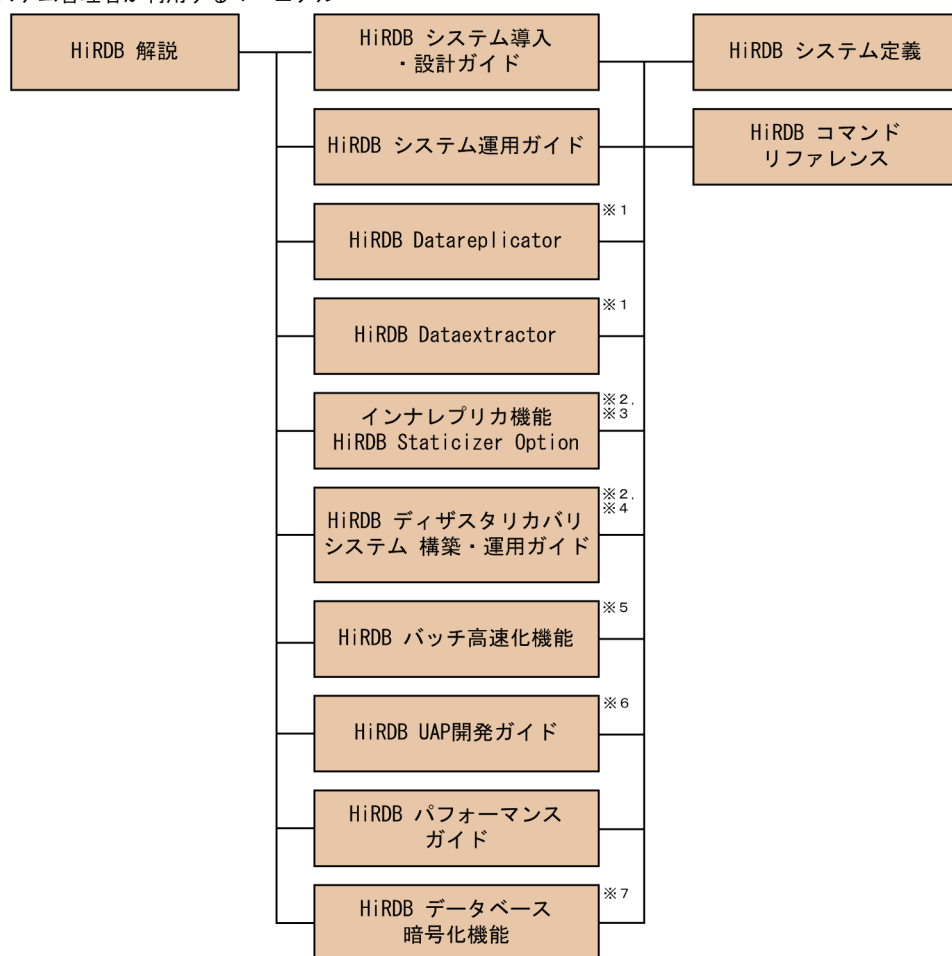 HiRDB 解説
HiRDB システム導入
・設計ガイド
HiRDB システム定義
HiRDB システム運用ガイド
HiRDB コマンド
リファレンス
HiRDB Datareplicator
※1
HiRDB Dataextractor
※1
インナレプリカ機能
HiRDB Staticizer Option
※2,
※3
HiRDB ディザスタリカバリ
システム 構築・運用ガイド
※2,
※4
HiRDB バッチ高速化機能
※5
HiRDB UAP開発ガイド
※6
HiRDB パフォーマンス
ガイド
HiRDB データベース
暗号化機能
※7